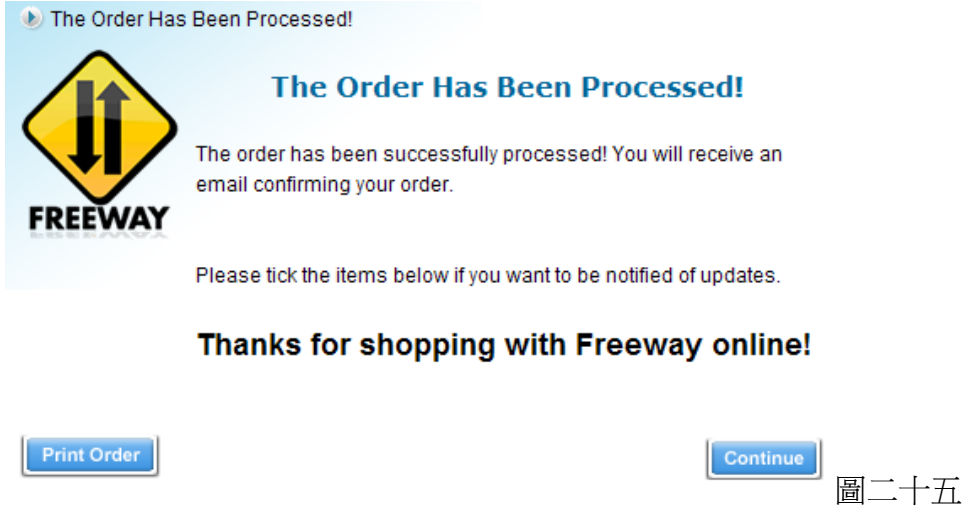 The Order Has Been Processed!
The Order Has Been Processed!
The order has been successfully processed! You will receive an
email confirming your order.
FREEWAY
Please tick the items below if you want to be notified of updates.
Thanks for shopping with Freeway online!
Print Order
Continue
圖二十五